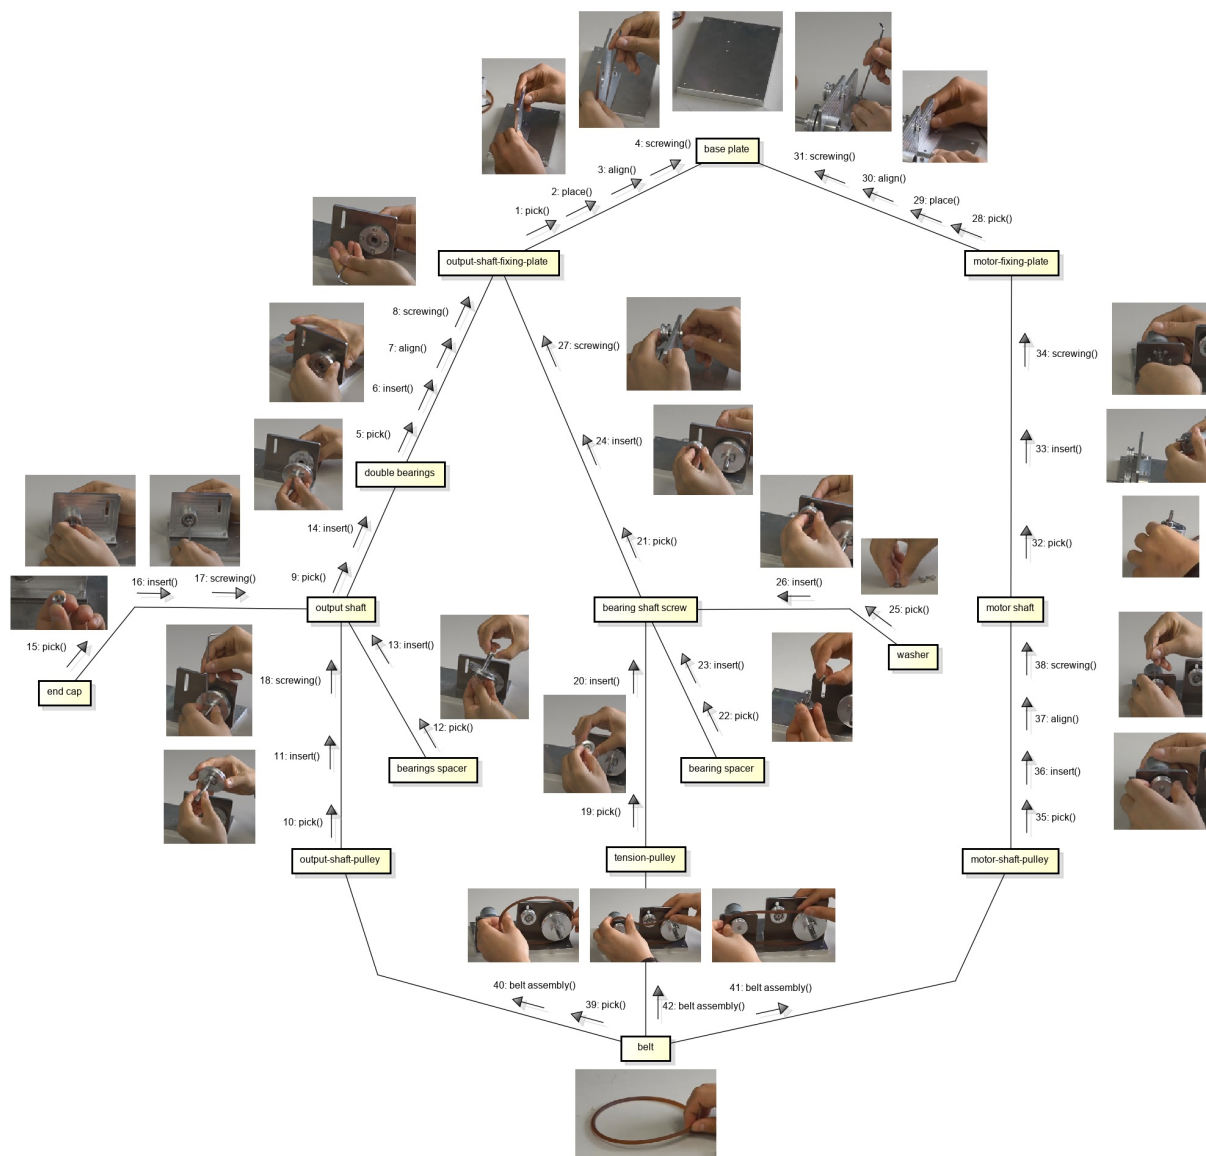 base plate
4: screwing()
3: align()
2: place()
1: pick()
31: screwing()
30: align()
29: place()
28: pick()
output-shaft-fixing-plate
motor-fixing-plate
8: screwing()
7: align()
6: insert()
5: pick()
27: screwing()
24: insert()
21: pick()
34: screwing()
33: insert()
32: pick()
double bearings
14: insert()
9: pick()
16: insert()
17: screwing()
15: pick()
end cap
output shaft
bearing shaft screw
26: insert()
25: pick()
washer
motor shaft
18: screwing()
11: insert()
10: pick()
13: insert()
12: pick()
bearings spacer
20: insert()
19: pick()
23: insert()
22: pick()
bearing spacer
38: screwing()
37: align()
36: insert()
35: pick()
output-shaft-pulley
tension-pulley
motor-shaft-pulley
40: belt assembly()
39: pick()
42: belt assembly()
41: belt assembly()
belt